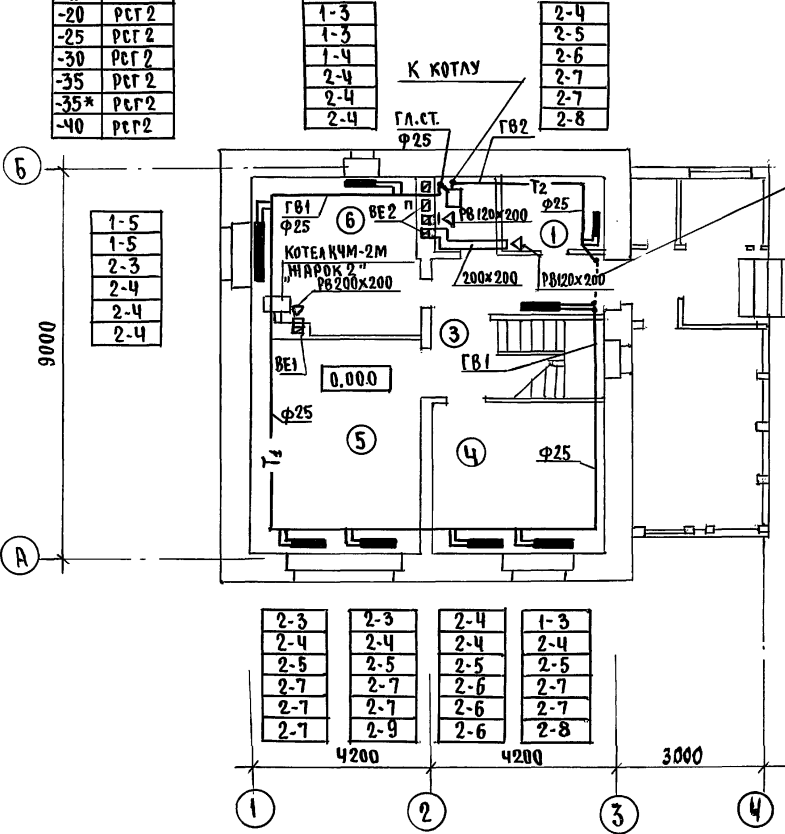 -20 РСГ 2
-25 РСГ 2
-30 РСГ 2
-35 РСГ 2
-35* РСГ 2
-40 РСГ2
1-3
1-3
1-4
2-4
2-4
2-4
2-4
2-5
2-6
2-7
2-7
2-8
К КОТЛУ
ГЛ.СТ.
Ф25
ГВ2
Б
Т2
ГВ1
Ф25
6
ВЕ2
П
РВ120х200
Ф25
1
1-5
1-5
2-3
2-4
2-4
2-4
КОТЕЛ КЧМ-2М
"ЖАРОК 2"
РВ200х200
200х200
РВ120х200
9000
3
ГВ1
ВЕ1
0,000
Ф25
5
4
Ф25
Т1
А
2-3
2-4
2-5
2-7
2-7
2-7
2-3
2-4
2-5
2-7
2-7
2-9
2-4
2-4
2-5
2-6
2-6
2-6
1-3
2-4
2-5
2-7
2-7
2-8
4200
4200
3000
1
2
3
4